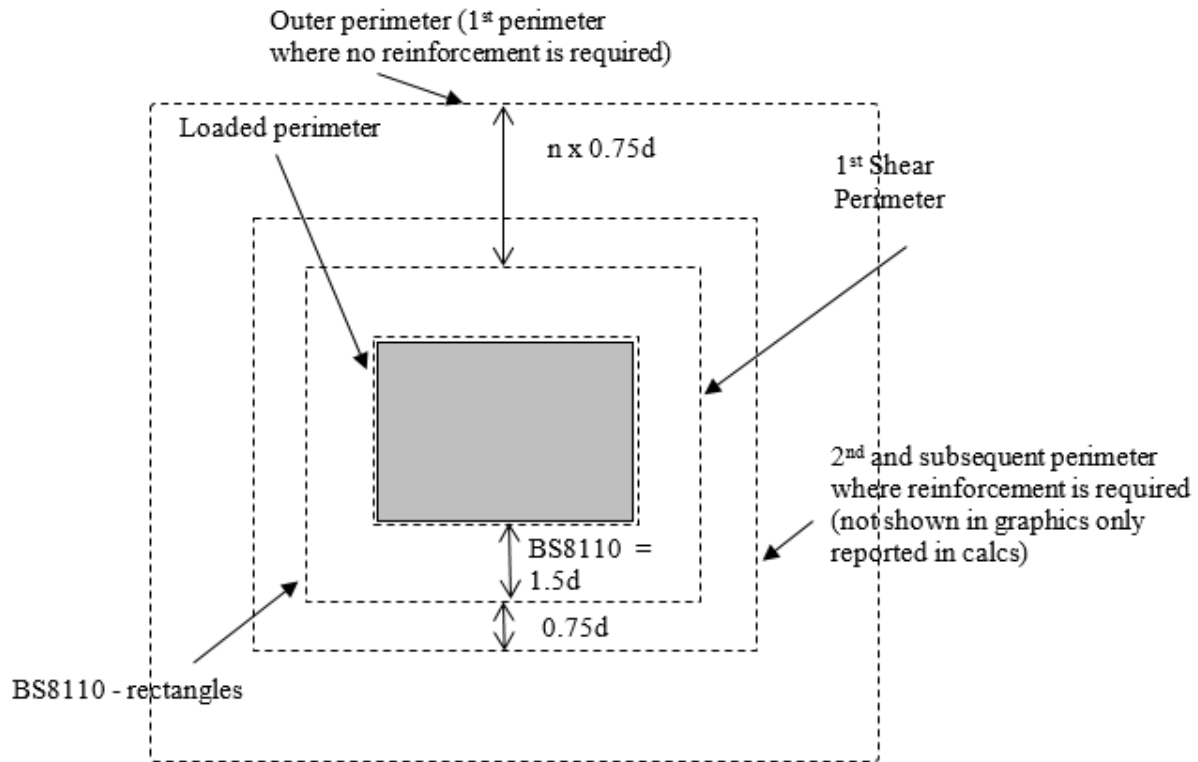 Outer perimeter (1st perimeter
where no reinforcement is required)
Loaded perimeter
n x 0.75d
1st Shear
Perimeter
2nd and subsequent perimeter
where reinforcement is required
(not shown in graphics only
reported in calcs)
BS8110 =
1.5d
0.75d
BS8110 - rectangles